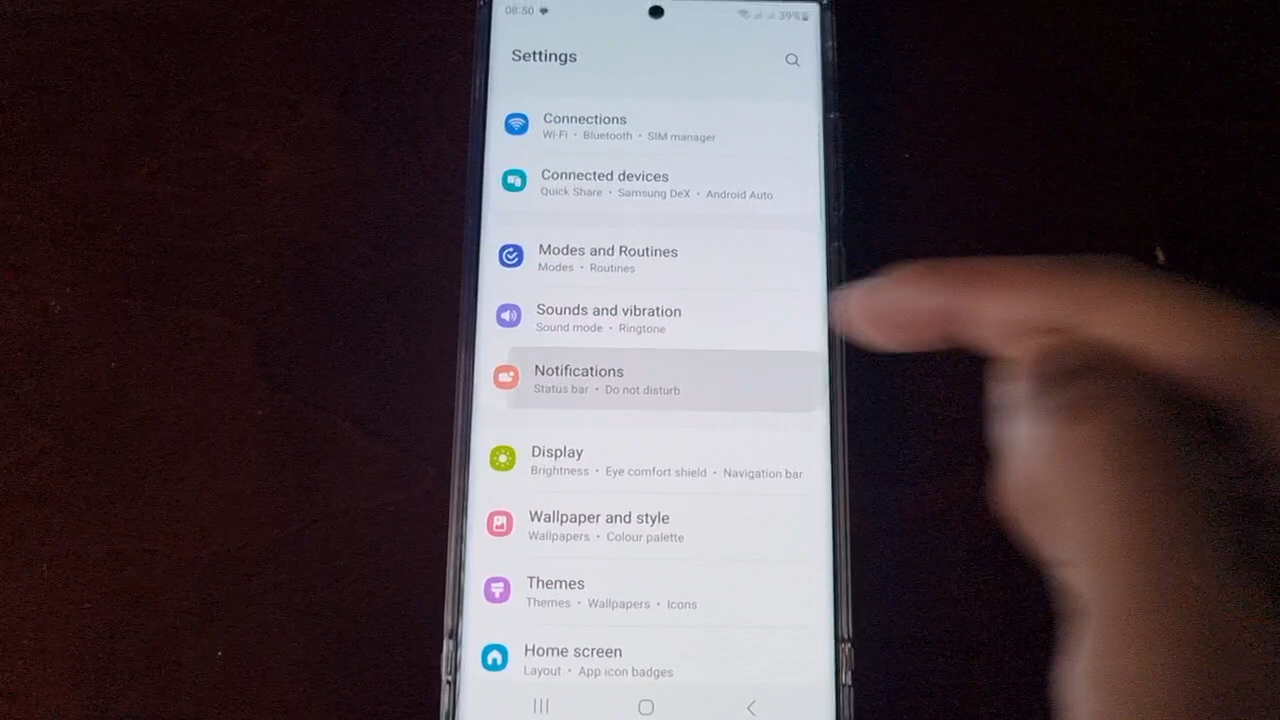 08:50
39%
Settings
Connections
Wi-Fi • Bluetooth • SIM manager
Connected devices
Quick Share • Samsung DeX • Android Auto
Modes and Routines
Modes • Routines
Sounds and vibration
Sound mode • Ringtone
Notifications
Status bar • Do not disturb
Display
Brightness • Eye comfort shield • Navigation bar
Wallpaper and style
Wallpapers • Colour palette
Themes
Themes • Wallpapers • Icons
Home screen
Layout • App icon badges